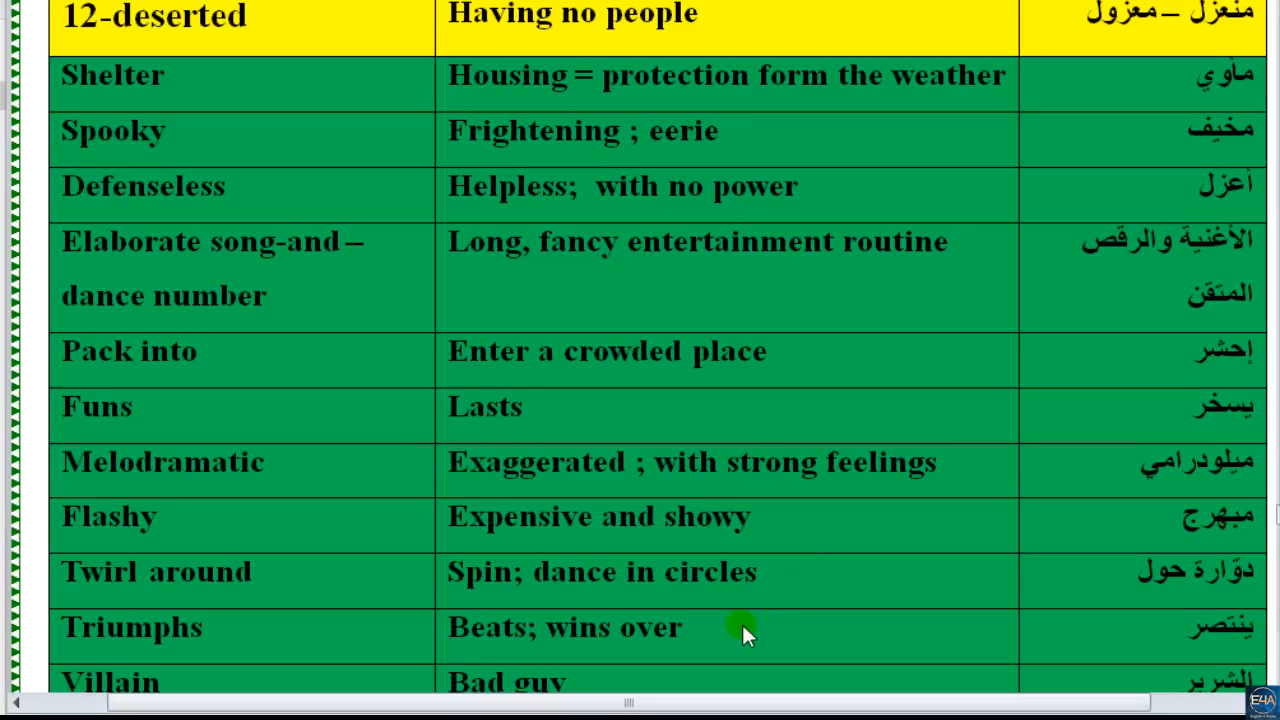 12-deserted Having no people منعزل – معزول
Shelter Housing = protection form the weather مأوي
Spooky Frightening ; eerie مخيف
Defenseless Helpless; with no power أعزل
Elaborate song-and – Long, fancy entertainment routine الأغنية والرقص
dance number المتقن
Pack into Enter a crowded place إحشر
Funs Lasts يسخر
Melodramatic Exaggerated ; with strong feelings ميلودرامي
Flashy Expensive and showy مبهرج
Twirl around Spin; dance in circles دوّارة حول
Triumphs Beats; wins over ينتصر
Villain Bad guy الشرير
E4A